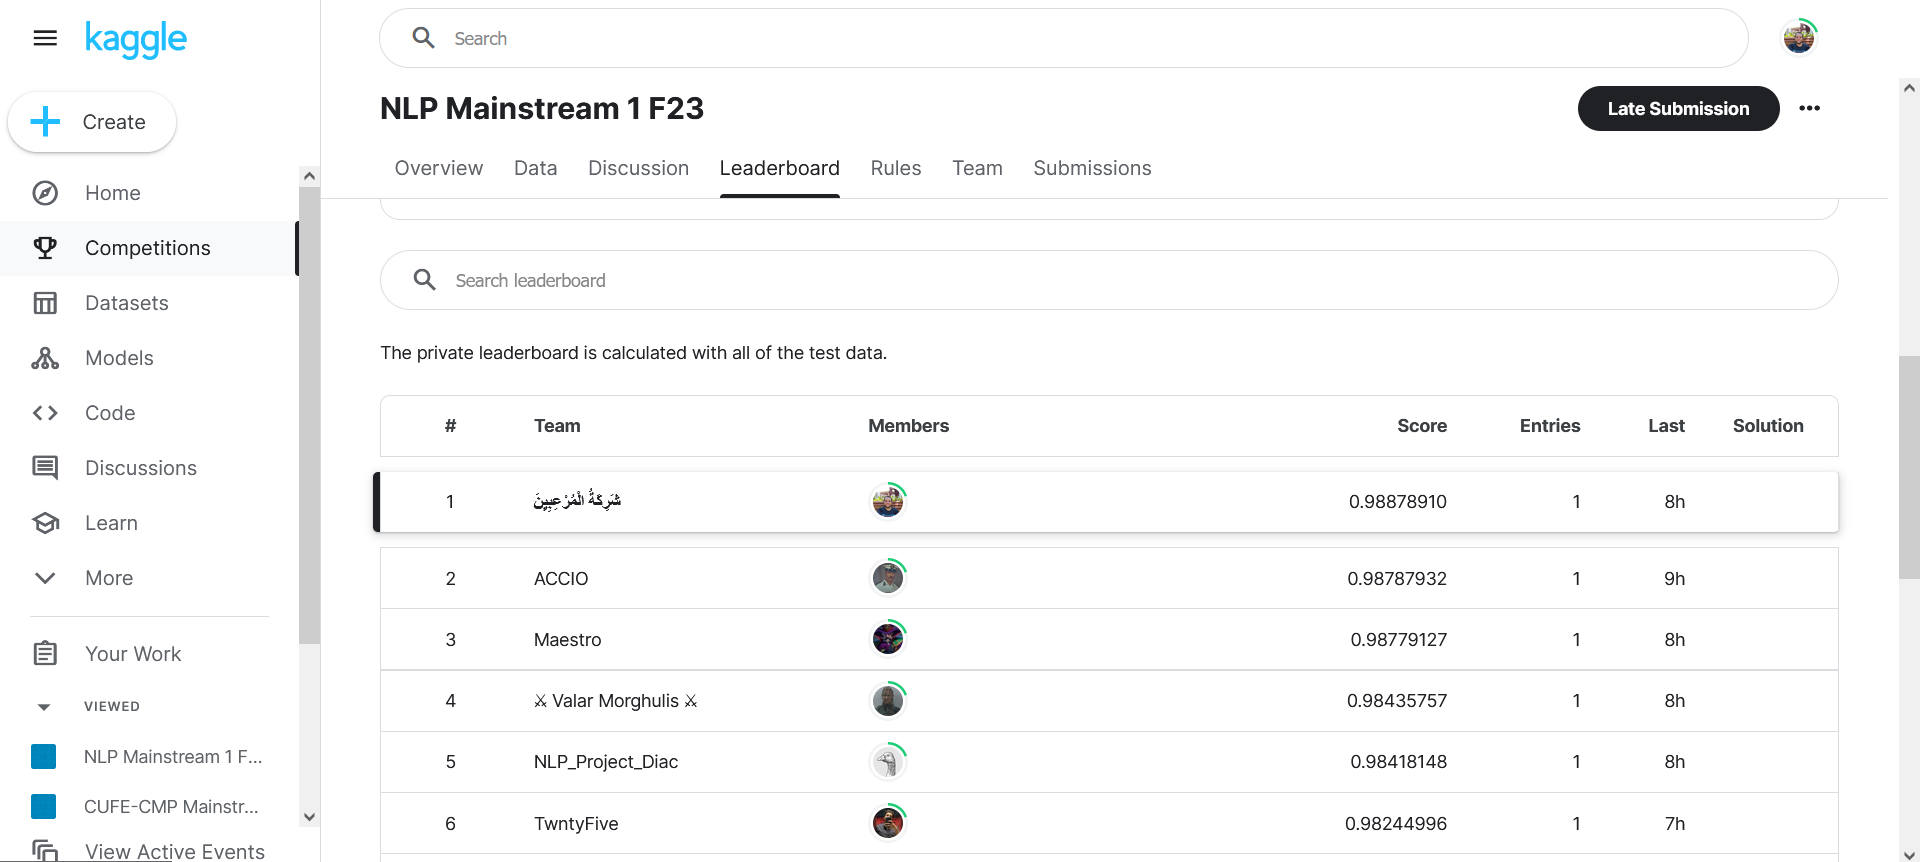 kaggle
Search
Create
Home
Competitions
Datasets
Models
Code
Discussions
Learn
More
Your Work
VIEWED
NLP Mainstream 1 F...
CUFE-CMP Mainstr...
View Active Events
NLP Mainstream 1 F23
Late Submission
Overview Data Discussion Leaderboard Rules Team Submissions
Search leaderboard
The private leaderboard is calculated with all of the test data.
# Team Members Score Entries Last Solution
1 شَرِكَةُ الْمُرْعِبِينَ 0.98878910 1 8h
2 ACCIO 0.98787932 1 9h
3 Maestro 0.98779127 1 8h
4 ⚔ Valar Morghulis ⚔ 0.98435757 1 8h
5 NLP_Project_Diac 0.98418148 1 8h
6 TwntyFive 0.98244996 1 7h